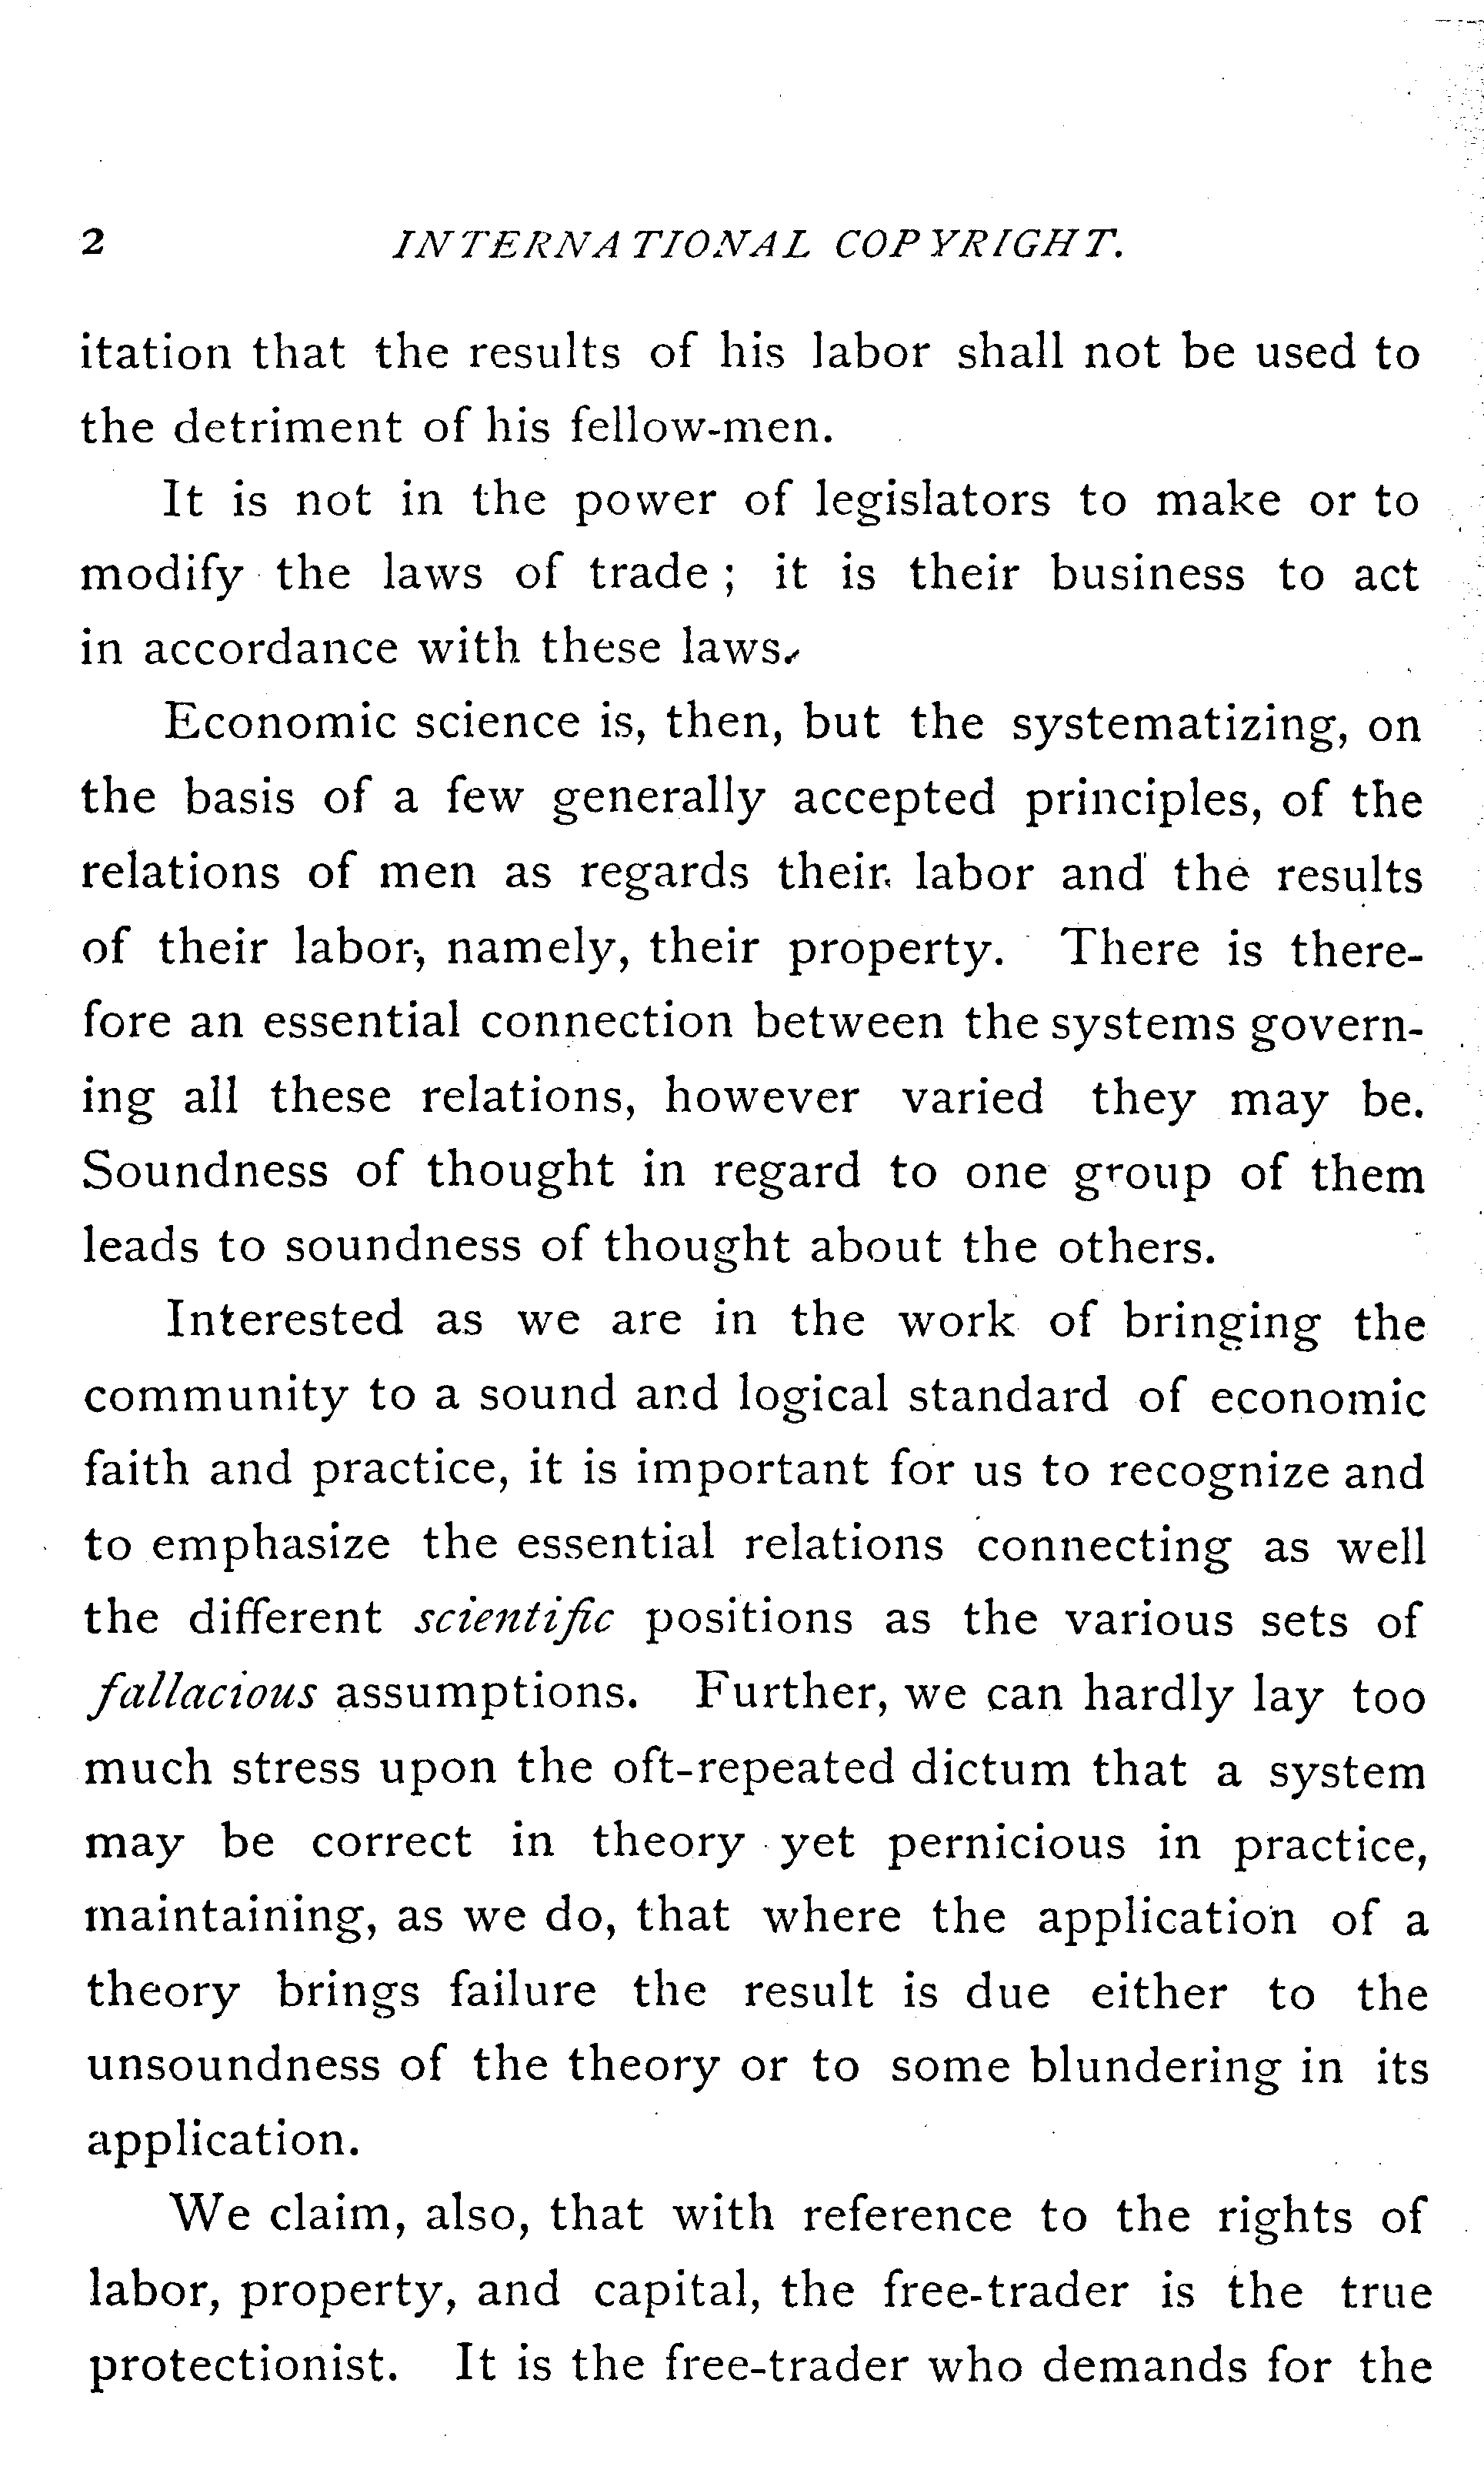 2 INTERNATIONAL COPYRIGHT.
itation that the results of his labor shall not be used to
the detriment of his fellow-men.
It is not in the power of legislators to make or to
modify the laws of trade ; it is their business to act
in accordance with these laws.
Economic science is, then, but the systematizing, on
the basis of a few generally accepted principles, of the
relations of men as regards their labor and the results
of their labor, namely, their property. There is there-
fore an essential connection between the systems govern-
ing all these relations, however varied they may be.
Soundness of thought in regard to one group of them
leads to soundness of thought about the others.
Interested as we are in the work of bringing the
community to a sound and logical standard of economic
faith and practice, it is important for us to recognize and
to emphasize the essential relations connecting as well
the different scientific positions as the various sets of
fallacious assumptions. Further, we can hardly lay too
much stress upon the oft-repeated dictum that a system
may be correct in theory yet pernicious in practice,
maintaining, as we do, that where the application of a
theory brings failure the result is due either to the
unsoundness of the theory or to some blundering in its
application.
We claim, also, that with reference to the rights of
labor, property, and capital, the free-trader is the true
protectionist. It is the free-trader who demands for the